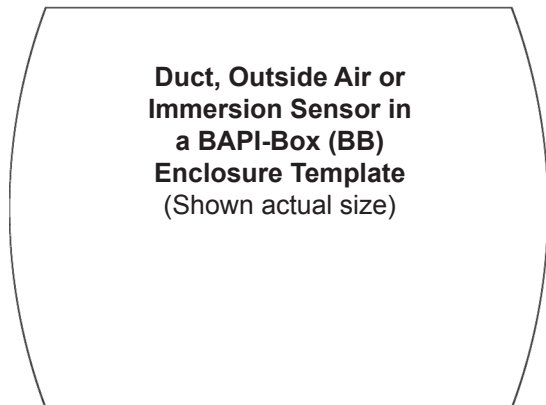 Duct, Outside Air or
Immersion Sensor in
a BAPI-Box (BB)
Enclosure Template
(Shown actual size)